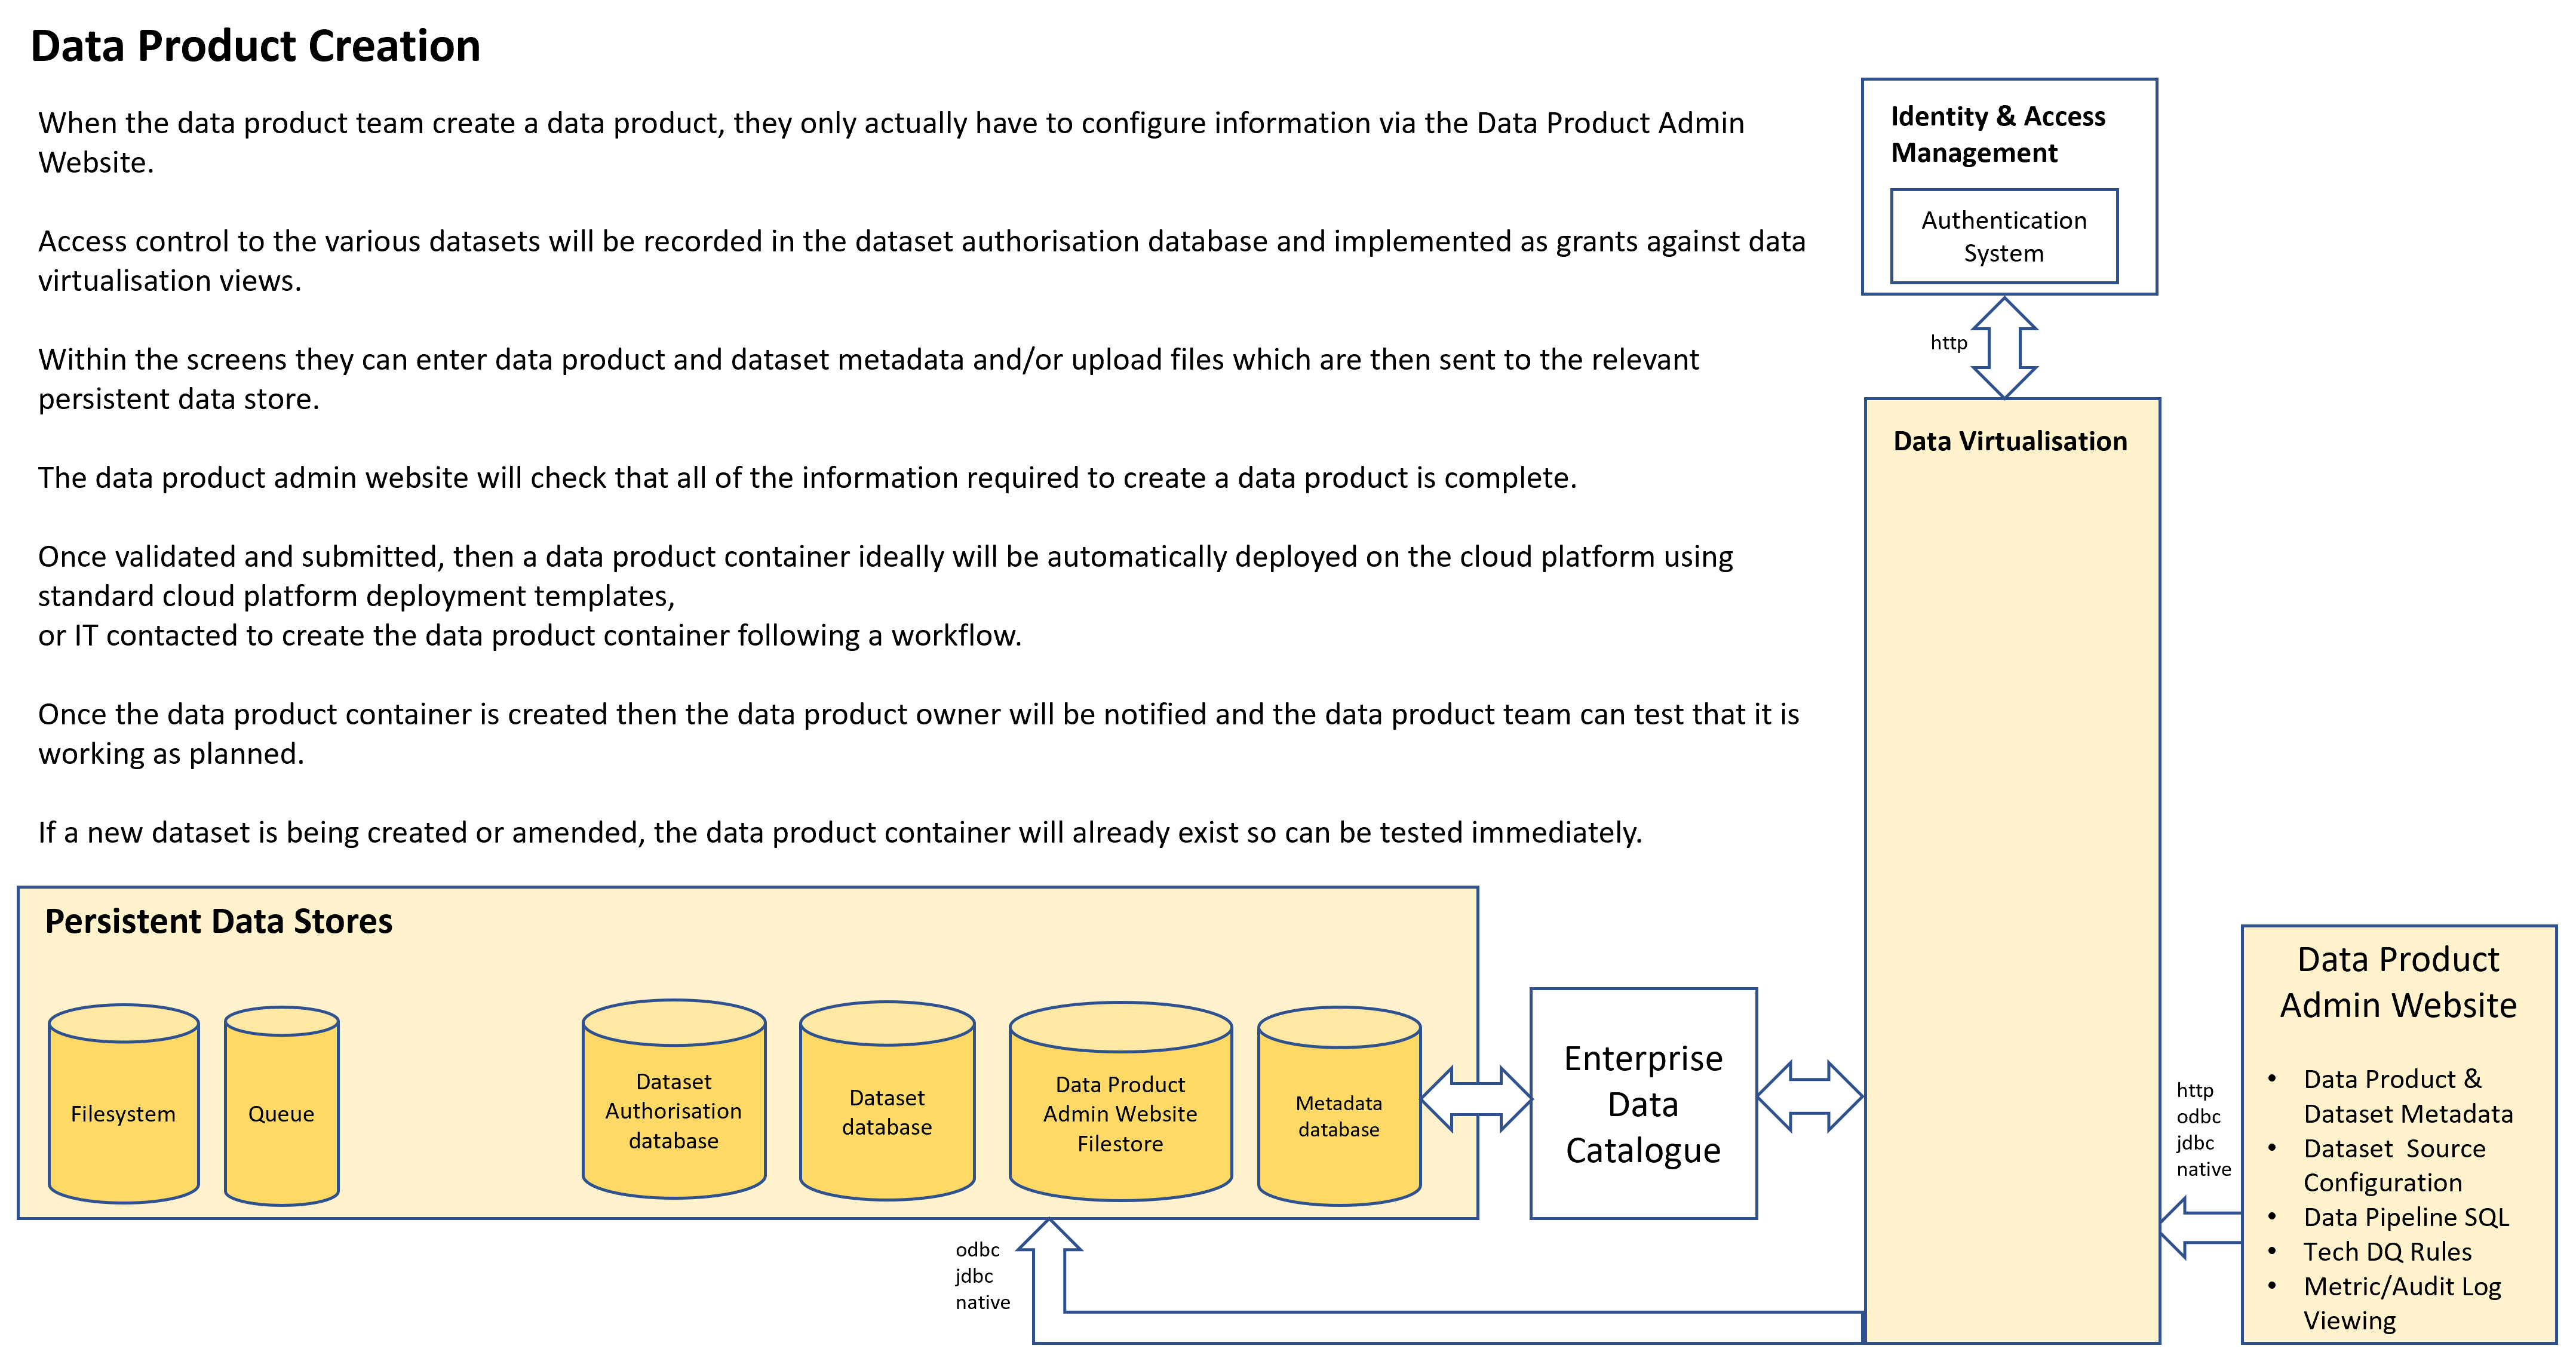 Data Product Creation
When the data product team create a data product, they only actually have to configure information via the Data Product Admin
Website.
Access control to the various datasets will be recorded in the dataset authorisation database and implemented as grants against data
virtualisation views.
Within the screens they can enter data product and dataset metadata and/or upload files which are then sent to the relevant
persistent data store.
The data product admin website will check that all of the information required to create a data product is complete.
Once validated and submitted, then a data product container ideally will be automatically deployed on the cloud platform using
standard cloud platform deployment templates,
or IT contacted to create the data product container following a workflow.
Once the data product container is created then the data product owner will be notified and the data product team can test that it is
working as planned.
If a new dataset is being created or amended, the data product container will already exist so can be tested immediately.
Identity & Access
Management
Authentication
System
http
Data Virtualisation
Persistent Data Stores
Filesystem
Queue
Dataset
Authorisation
database
Dataset
database
Data Product
Admin Website
Filestore
Metadata
database
Enterprise
Data
Catalogue
odbc
jdbc
native
http
odbc
jdbc
native
Data Product
Admin Website
• Data Product &
Dataset Metadata
• Dataset  Source
Configuration
• Data Pipeline SQL
• Tech DQ Rules
• Metric/Audit Log
Viewing